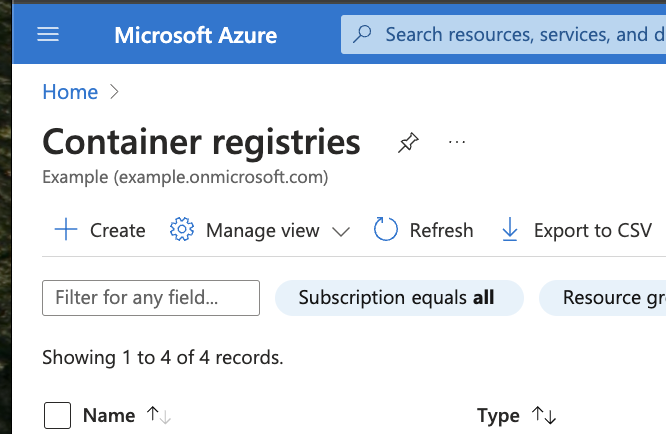 Microsoft Azure
Search resources, services, and d
Home
Container registries
Example (example.onmicrosoft.com)
Create Manage view Refresh Export to CSV
Filter for any field... Subscription equals all Resource gr
Showing 1 to 4 of 4 records.
Name Type